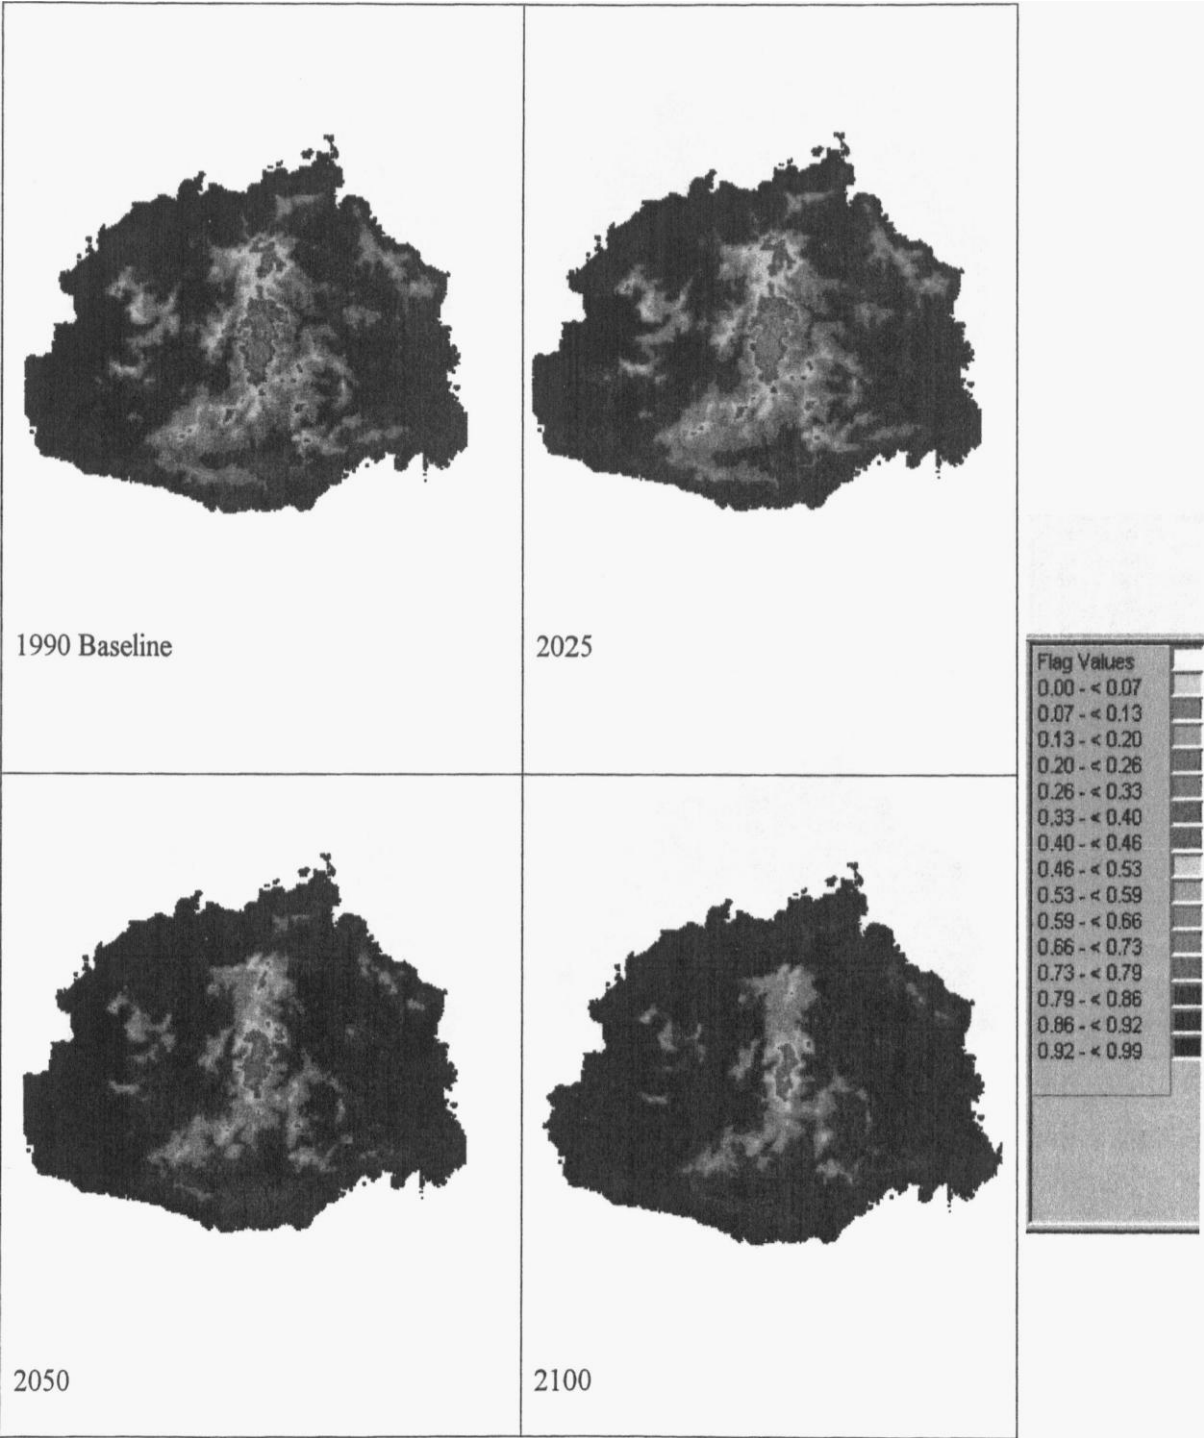 1990 Baseline
2025
Flag Values
0.00 - < 0.07
0.07 - < 0.13
0.13 - < 0.20
0.20 - < 0.26
0.26 - < 0.33
0.33 - < 0.40
0.40 - < 0.46
0.46 - < 0.53
0.53 - < 0.59
0.59 - < 0.66
0.66 - < 0.73
0.73 - < 0.79
0.79 - < 0.86
0.86 - < 0.92
0.92 - < 0.99
2050
2100